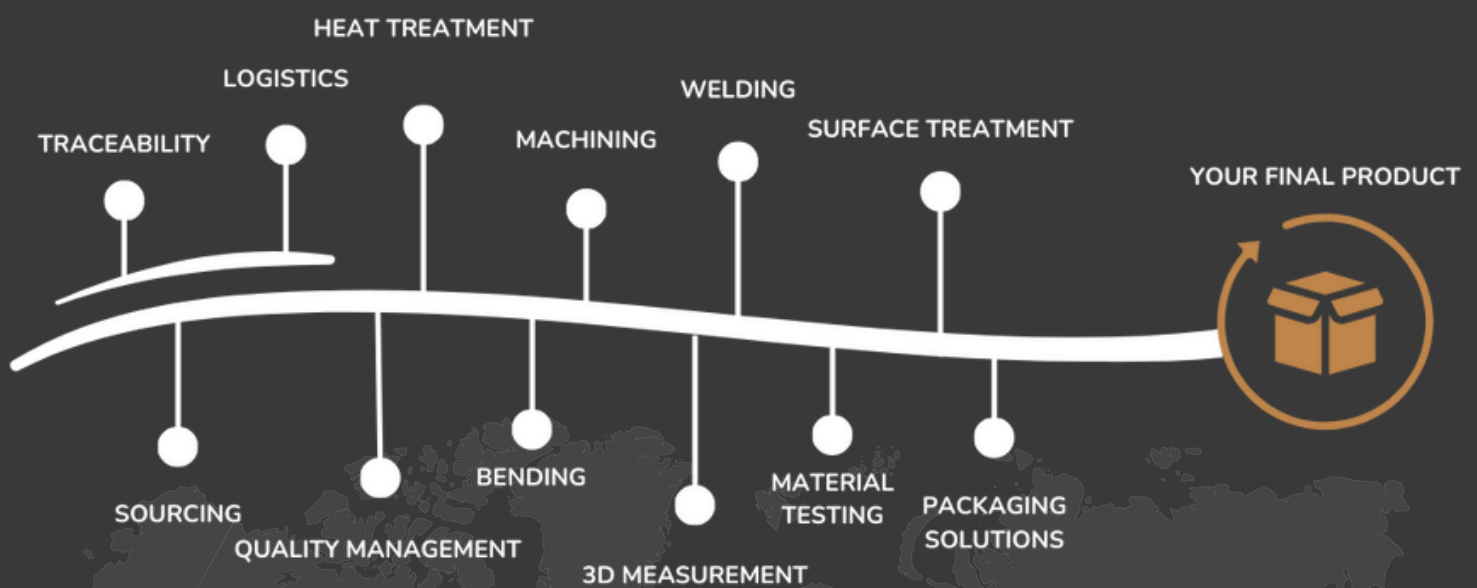 HEAT TREATMENT
LOGISTICS
WELDING
SURFACE TREATMENT
MACHINING
TRACEABILITY
YOUR FINAL PRODUCT
BENDING
MATERIAL
TESTING
PACKAGING
SOLUTIONS
SOURCING
QUALITY MANAGEMENT
3D MEASUREMENT